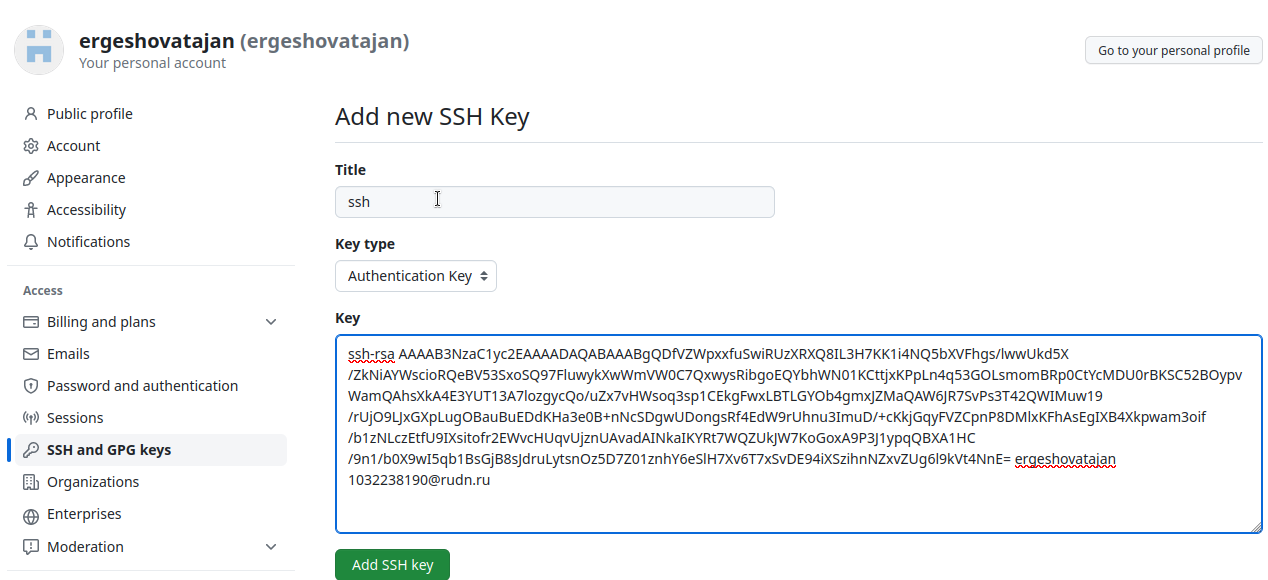 ergeshovatajan (ergeshovatajan)
Your personal account
Go to your personal profile
Public profile
Account
Appearance
Accessibility
Notifications
Access
Billing and plans
Emails
Password and authentication
Sessions
SSH and GPG keys
Organizations
Enterprises
Moderation
Add new SSH Key
Title
ssh
Key type
Authentication Key
Key
ssh-rsa AAAAB3NzaC1yc2EAAAADAQABAAABgQDfVZWpxxfuSwiRUzXRXQ8IL3H7KK1i4NQ5bXVFhgs/lwwUkd5X
/ZkNiAYWscioRQeBV53SxoSQ97FluwykXwWmVW0C7QxwysRibgoEQYbhWN01KCttjxKPpLn4q53GOLsmomBRp0CtYcMDU0rBKSC52BOypv
WamQAhsXkA4E3YUT13A7lozgycQo/uZx7vHWsoq3sp1CEkgFwxLBTLGYOb4gmxJZMaQAW6JR7SvPs3T42QWIMuw19
/rUjO9LJxGXpLugOBauBuEDdKHa3e0B+nNcSDgwUDongsRf4EdW9rUhnu3ImuD/+cKkjGqyFVZCpnP8DMlxKFhAsEgIXB4Xkpwam3oif
/b1zNLczEtfU9IXsitofr2EWvcHUqvUjznUAvadAINkaIKYRt7WQZUkJW7KoGoxA9P3J1ypqQBXA1HC
/9n1/b0X9wI5qb1BsGjB8sJdruLytsnOz5D7Z01znhY6eSlH7Xv6T7xSvDE94iXSzihnNZxvZUg6l9kVt4NnE= ergeshovatajan
1032238190@rudn.ru
Add SSH key